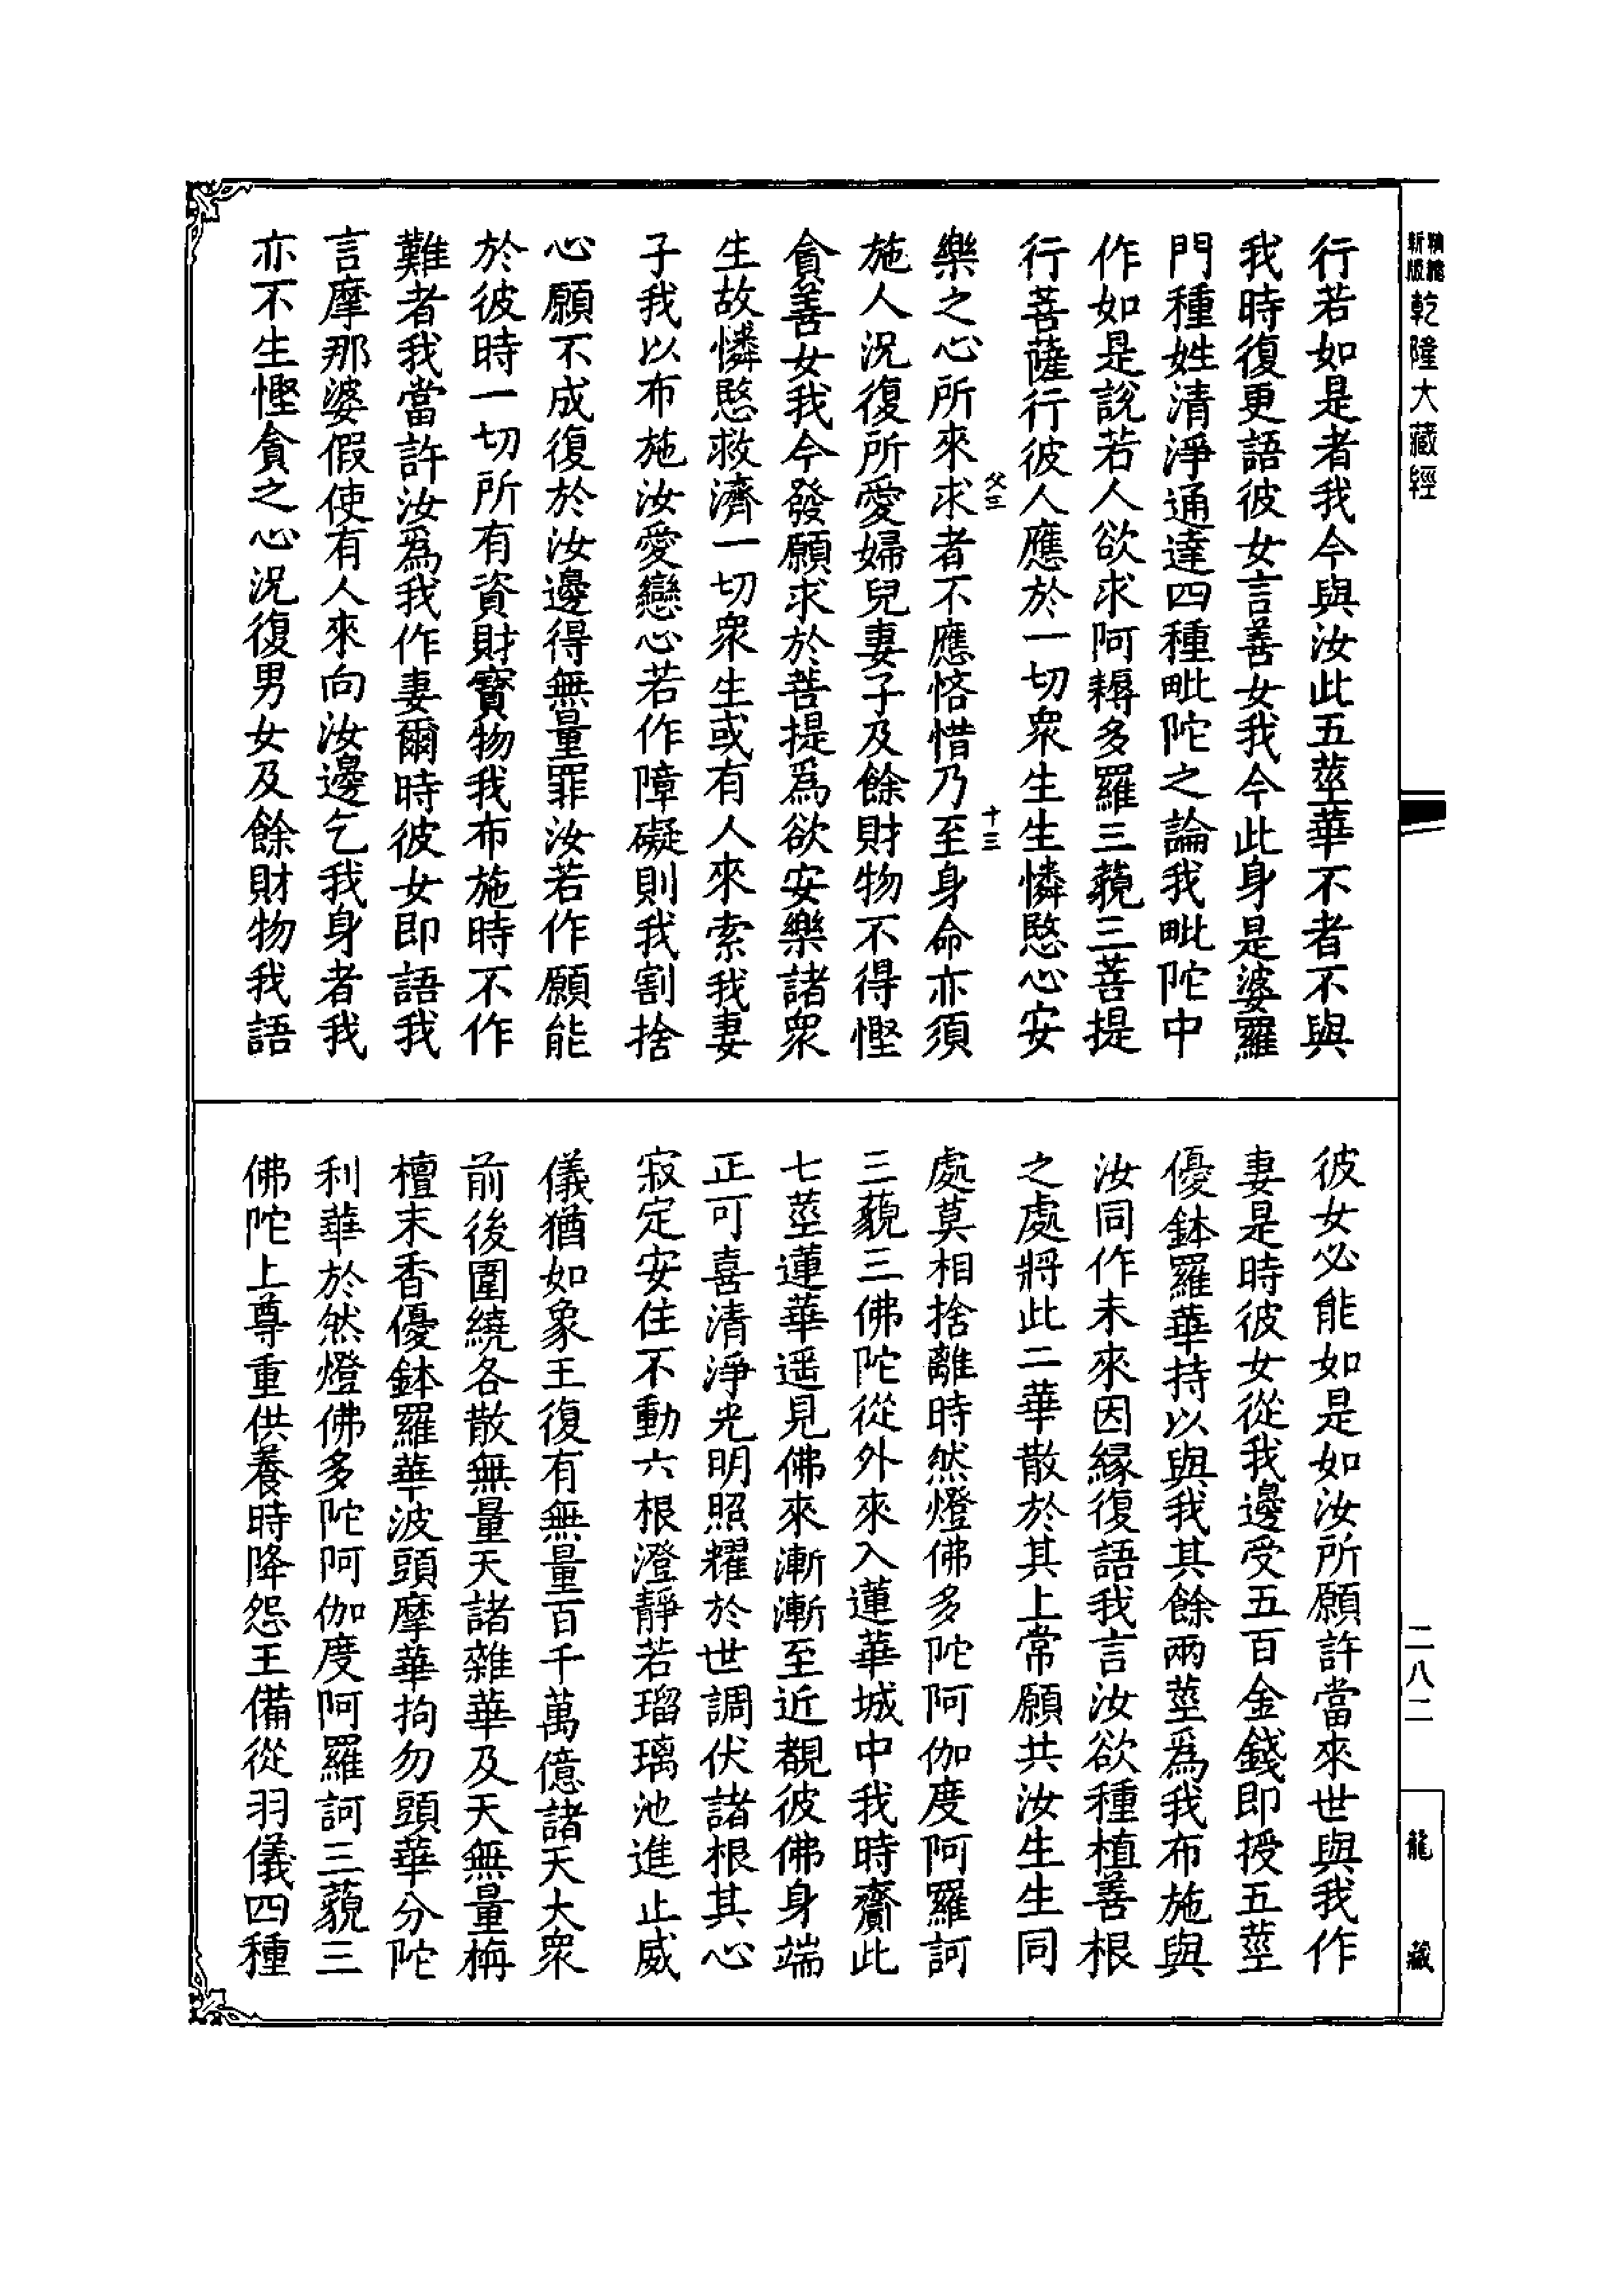 新版
乾隆大藏經
行若如是者我今與汝此五莖華不者不與
我時復更語彼女言善女我今此身是婆羅
門種姓清淨通達四種毗陀之論我毗陀中
作如是說若人欲求阿耨多羅三藐三菩提
行菩薩行彼人應於一切眾生生憐愍心安
父三
十三
樂之心所來求者不應悋惜乃至身命亦須
施人況復所愛婦兒妻子及餘財物不得慳
貪善女我今發願求於菩提爲欲安樂諸眾
生故憐愍救濟一切眾生或有人來索我妻
子我以布施汝愛戀心若作障礙則我割捨
心願不成復於汝邊得無量罪汝若作願能
於彼時一切所有資財寶物我布施時不作
難者我當許汝爲我作妻爾時彼女即語我
言摩那婆假使有人來向汝邊乞我身者我
亦不生慳貪之心況復男女及餘財物我語
彼女必能如是如汝所願許當來世與我作
妻是時彼女從我邊受五百金錢即授五莖
優鉢羅華持以與我其餘兩莖爲我布施與
汝同作未來因緣復語我言汝欲種植善根
之處將此二華散於其上常願共汝生生同
處莫相捨離時然燈佛多陀阿伽度阿羅訶
三藐三佛陀從外來入蓮華城中我時齎此
七莖蓮華遥見佛來漸漸至近覩彼佛身端
正可喜清淨光明照耀於世調伏諸根其心
寂定安住不動六根澄靜若瑠璃池進止威
儀猶如象王復有無量百千萬億諸天大眾
前後圍繞各散無量天諸雜華及天無量栴
檀末香優鉢羅華波頭摩華拘勿頭華分陀
利華於然燈佛多陀阿伽度阿羅訶三藐三
佛陀上尊重供養時降怨王備從羽儀四種
二八二
龍藏